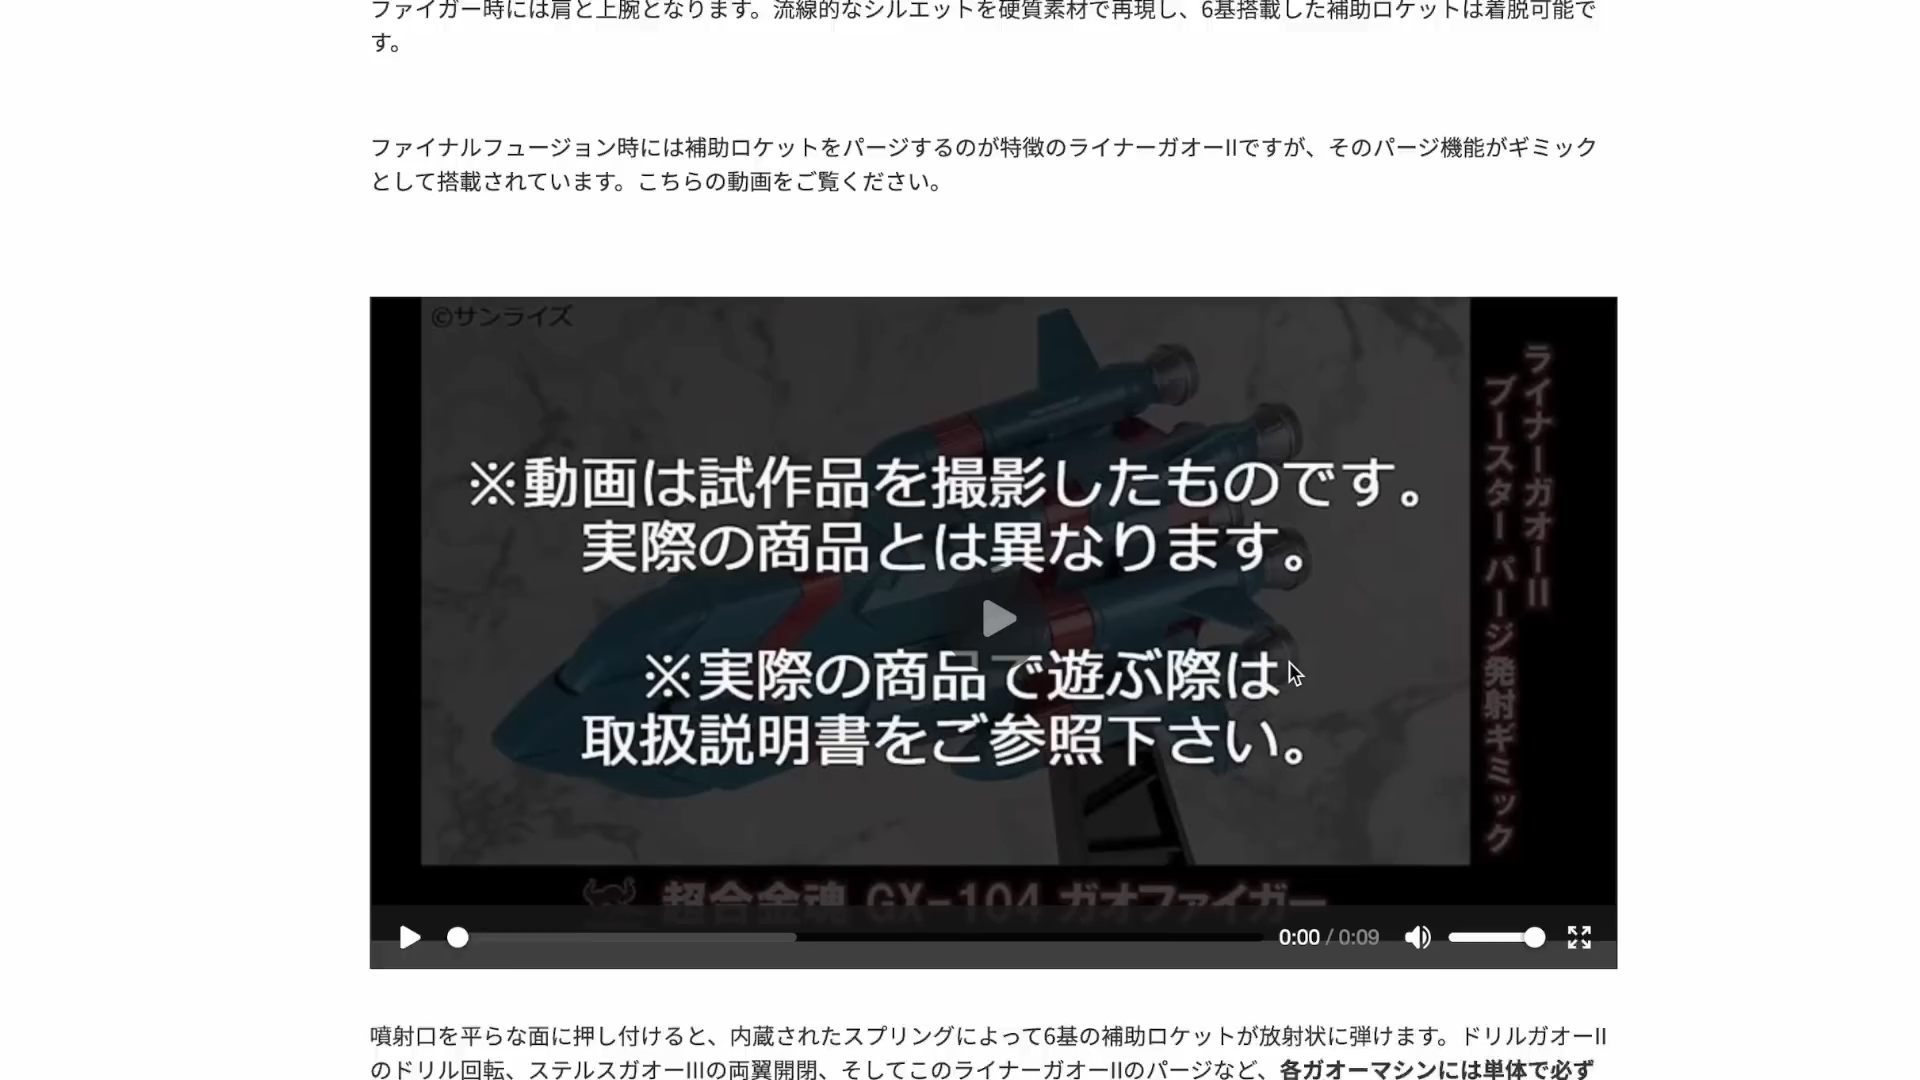 ファイガー時には肩と上腕となります。流線的なシルエットを硬質素材で再現し、6基搭載した補助ロケットは着脱可能で
す。
ファイナルフュージョン時には補助ロケットをパージするのが特徴のライナーガオーIIですが、そのパージ機能がギミック
として搭載されています。こちらの動画をご覧ください。
©サンライズ
ライナーガオーII
ブースター パージ発射ギミック
※動画は試作品を撮影したものです。
実際の商品とは異なります。
※実際の商品で遊ぶ際は
取扱説明書をご参照下さい。
超合金魂 GX-104 ガオファイガー
0:00 / 0:09
噴射口を平らな面に押し付けると、内蔵されたスプリングによって6基の補助ロケットが放射状に弾けます。ドリルガオーII
のドリル回転、ステルスガオーIIIの両翼開閉、そしてこのライナーガオーIIのパージなど、各ガオーマシンには単体で必ず